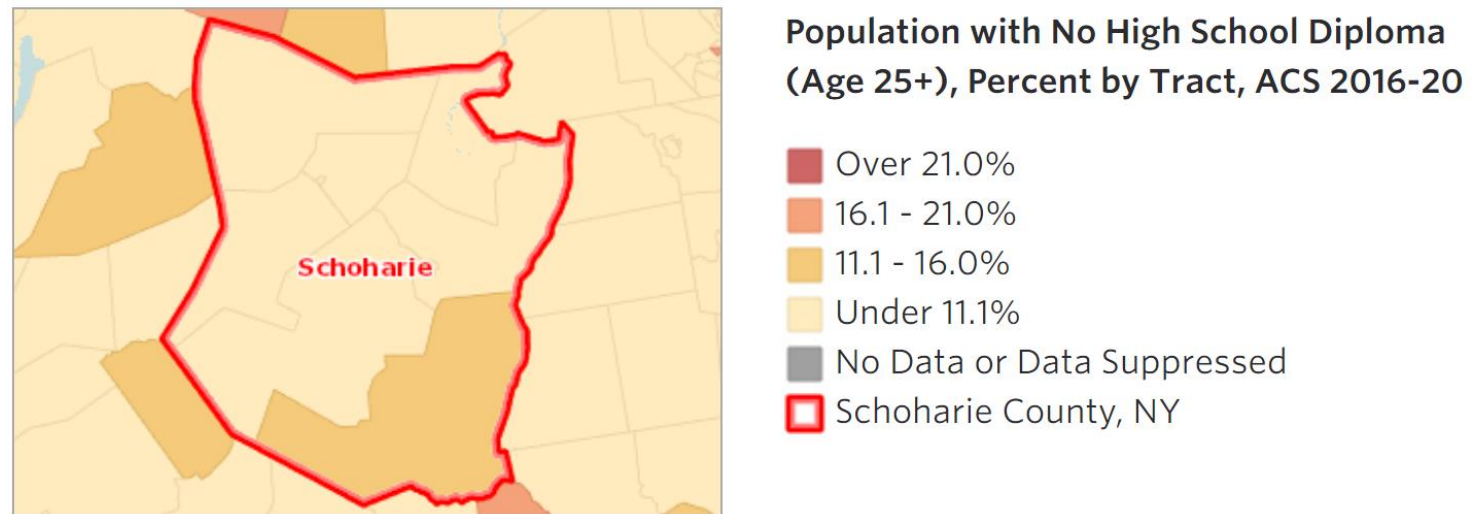 Schoharie
Population with No High School Diploma
(Age 25+), Percent by Tract, ACS 2016-20
Over 21.0%
16.1 - 21.0%
11.1 - 16.0%
Under 11.1%
No Data or Data Suppressed
Schoharie County, NY